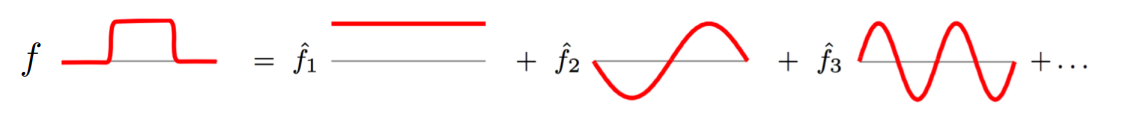 f = f̂₁ + f̂₂ + f̂₃ + ...